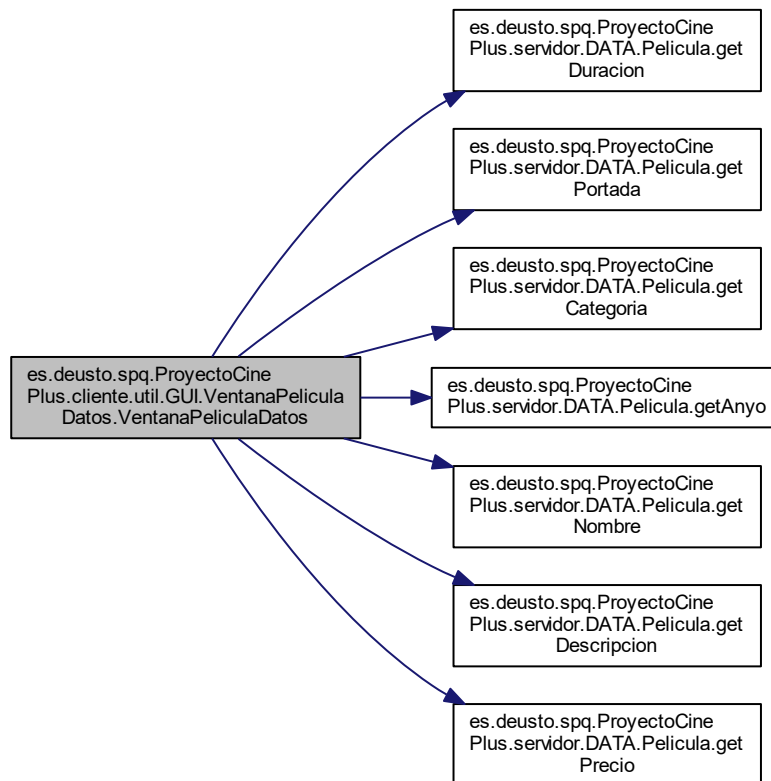 es.deusto.spq.ProyectoCine
Plus.servidor.DATA.Pelicula.get
Duracion
es.deusto.spq.ProyectoCine
Plus.servidor.DATA.Pelicula.get
Portada
es.deusto.spq.ProyectoCine
Plus.servidor.DATA.Pelicula.get
Categoria
es.deusto.spq.ProyectoCine
Plus.cliente.util.GUI.VentanaPelicula
Datos.VentanaPeliculaDatos
es.deusto.spq.ProyectoCine
Plus.servidor.DATA.Pelicula.getAnyo
es.deusto.spq.ProyectoCine
Plus.servidor.DATA.Pelicula.get
Nombre
es.deusto.spq.ProyectoCine
Plus.servidor.DATA.Pelicula.get
Descripcion
es.deusto.spq.ProyectoCine
Plus.servidor.DATA.Pelicula.get
Precio